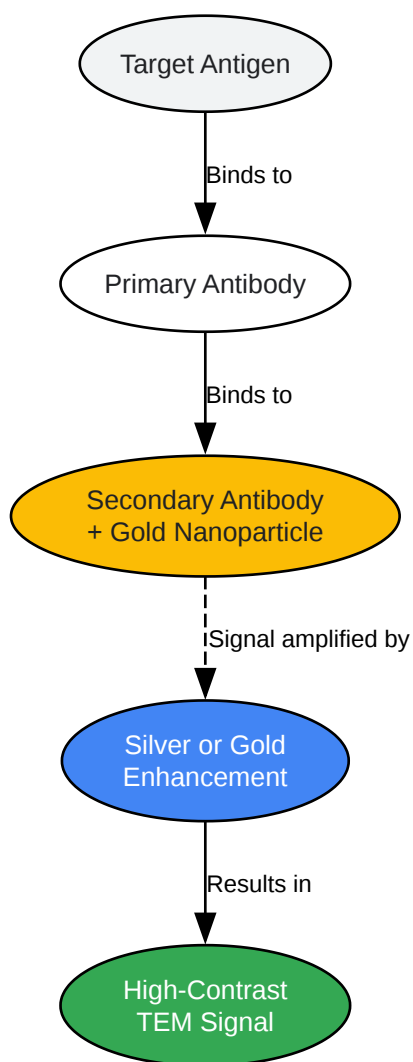 Target Antigen
Binds to
Primary Antibody
Binds to
Secondary Antibody
+ Gold Nanoparticle
Signal amplified by
Silver or Gold
Enhancement
Results in
High-Contrast
TEM Signal